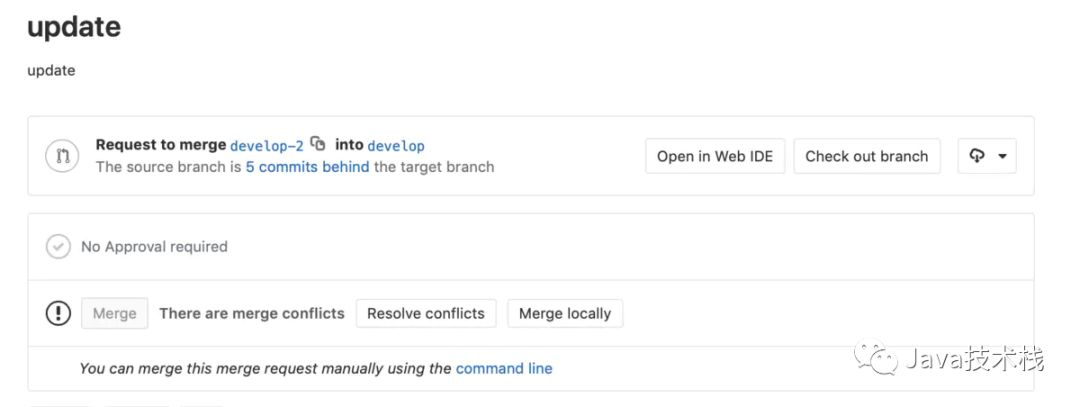 update
update
Request to merge develop-2 into develop
The source branch is 5 commits behind the target branch
Open in Web IDE
Check out branch
No Approval required
Merge
There are merge conflicts
Resolve conflicts
Merge locally
You can merge this merge request manually using the command line
Java技术栈